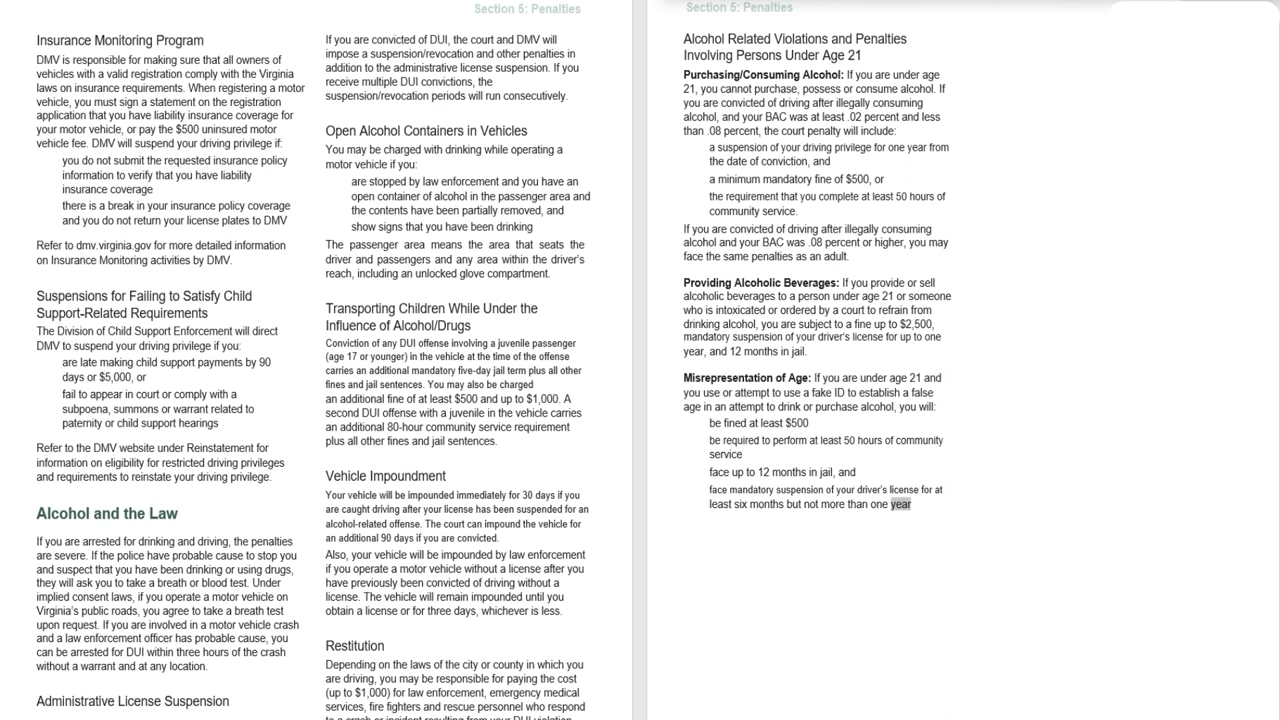 Section 5: Penalties
Insurance Monitoring Program
DMV is responsible for making sure that all owners of
vehicles with a valid registration comply with the Virginia
laws on insurance requirements. When registering a motor
vehicle, you must sign a statement on the registration
application that you have liability insurance coverage for
your motor vehicle, or pay the $500 uninsured motor
vehicle fee. DMV will suspend your driving privilege if:
you do not submit the requested insurance policy
information to verify that you have liability
insurance coverage
there is a break in your insurance policy coverage
and you do not return your license plates to DMV
Refer to dmv.virginia.gov for more detailed information
on Insurance Monitoring activities by DMV.
Suspensions for Failing to Satisfy Child
Support-Related Requirements
The Division of Child Support Enforcement will direct
DMV to suspend your driving privilege if you:
are late making child support payments by 90
days or $5,000, or
fail to appear in court or comply with a
subpoena, summons or warrant related to
paternity or child support hearings
Refer to the DMV website under Reinstatement for
information on eligibility for restricted driving privileges
and requirements to reinstate your driving privilege.
Alcohol and the Law
If you are arrested for drinking and driving, the penalties
are severe. If the police have probable cause to stop you
and suspect that you have been drinking or using drugs,
they will ask you to take a breath or blood test. Under
implied consent laws, if you operate a motor vehicle on
Virginia's public roads, you agree to take a breath test
upon request. If you are involved in a motor vehicle crash
and a law enforcement officer has probable cause, you
can be arrested for DUI within three hours of the crash
without a warrant and at any location.
Administrative License Suspension
If you are convicted of DUI, the court and DMV will
impose a suspension/revocation and other penalties in
addition to the administrative license suspension. If you
receive multiple DUI convictions, the
suspension/revocation periods will run consecutively.
Open Alcohol Containers in Vehicles
You may be charged with drinking while operating a
motor vehicle if you:
are stopped by law enforcement and you have an
open container of alcohol in the passenger area and
the contents have been partially removed, and
show signs that you have been drinking
The passenger area means the area that seats the
driver and passengers and any area within the driver's
reach, including an unlocked glove compartment.
Transporting Children While Under the
Influence of Alcohol/Drugs
Conviction of any DUI offense involving a juvenile passenger
(age 17 or younger) in the vehicle at the time of the offense
carries an additional mandatory five-day jail term plus all other
fines and jail sentences. You may also be charged
an additional fine of at least $500 and up to $1,000. A
second DUI offense with a juvenile in the vehicle carries
an additional 80-hour community service requirement
plus all other fines and jail sentences.
Vehicle Impoundment
Your vehicle will be impounded immediately for 30 days if you
are caught driving after your license has been suspended for an
alcohol-related offense. The court can impound the vehicle for
an additional 90 days if you are convicted.
Also, your vehicle will be impounded by law enforcement
if you operate a motor vehicle without a license after you
have previously been convicted of driving without a
license. The vehicle will remain impounded until you
obtain a license or for three days, whichever is less.
Restitution
Depending on the laws of the city or county in which you
are driving, you may be responsible for paying the cost
(up to $1,000) for law enforcement, emergency medical
services, fire fighters and rescue personnel who respond
to a crash or incident resulting from your DUI violation
Section 5: Penalties
Alcohol Related Violations and Penalties
Involving Persons Under Age 21
Purchasing/Consuming Alcohol: If you are under age
21, you cannot purchase, possess or consume alcohol. If
you are convicted of driving after illegally consuming
alcohol, and your BAC was at least .02 percent and less
than .08 percent, the court penalty will include:
a suspension of your driving privilege for one year from
the date of conviction, and
a minimum mandatory fine of $500, or
the requirement that you complete at least 50 hours of
community service.
If you are convicted of driving after illegally consuming
alcohol and your BAC was .08 percent or higher, you may
face the same penalties as an adult.
Providing Alcoholic Beverages: If you provide or sell
alcoholic beverages to a person under age 21 or someone
who is intoxicated or ordered by a court to refrain from
drinking alcohol, you are subject to a fine up to $2,500,
mandatory suspension of your driver's license for up to one
year, and 12 months in jail.
Misrepresentation of Age: If you are under age 21 and
you use or attempt to use a fake ID to establish a false
age in an attempt to drink or purchase alcohol, you will:
be fined at least $500
be required to perform at least 50 hours of community
service
face up to 12 months in jail, and
face mandatory suspension of your driver's license for at
least six months but not more than one year